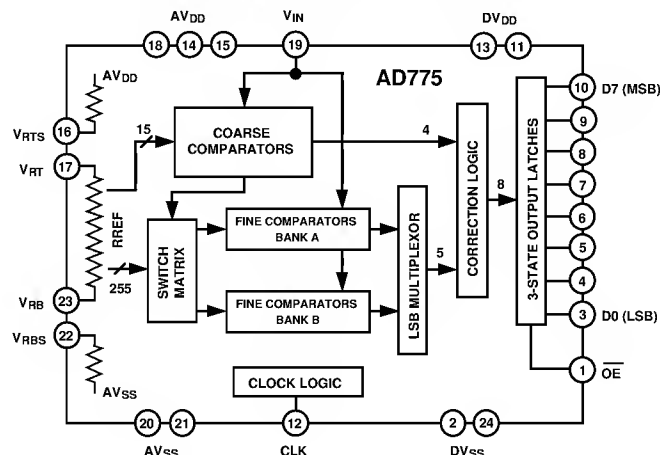 AVDD
VIN
DVDD
18 14 15
19
13 11
AVDD
AD775
10 D7 (MSB)
VRTS 16
15
COARSE
COMPARATORS
4
9
VRT 17
8
8
7
RREF
FINE COMPARATORS
BANK A
6
SWITCH
MATRIX
LSB MULTIPLEXOR
CORRECTION LOGIC
3-STATE OUTPUT LATCHES
5
5
255
4
VRB 23
FINE COMPARATORS
BANK B
3 D0 (LSB)
VRBS 22
1 OE
CLOCK LOGIC
AVSS
20 21
12
2 24
AVSS
CLK
DVSS